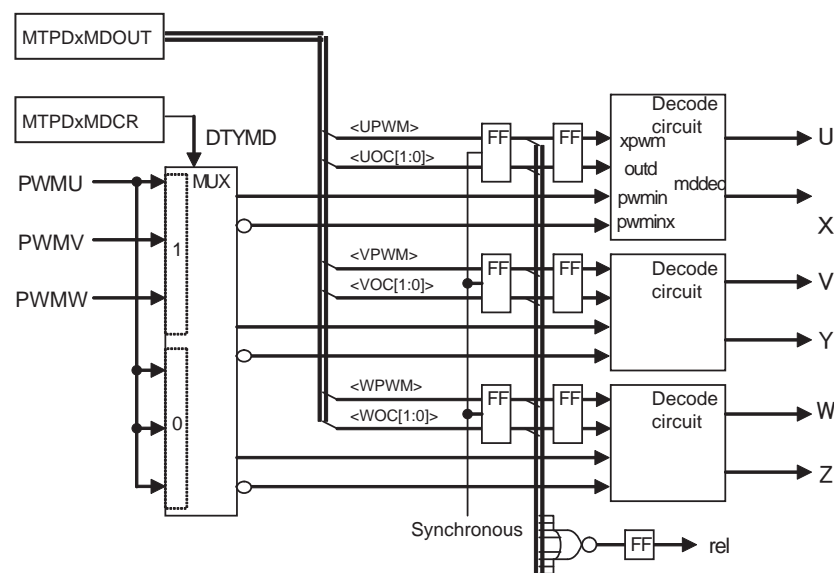 MTPDxMDOUT
MTPDxMDCR
DTYMD
MUX
PWMU
PWMV
PWMW
1
0
<UPWM>
<UOC[1:0]>
FF
FF
Decode
circuit
xpwm
outd
mddec
pwmin
pwminx
U
X
<VPWM>
<VOC[1:0]>
FF
FF
Decode
circuit
V
Y
<WPWM>
<WOC[1:0]>
FF
FF
Decode
circuit
W
Z
Synchronous
FF
rel